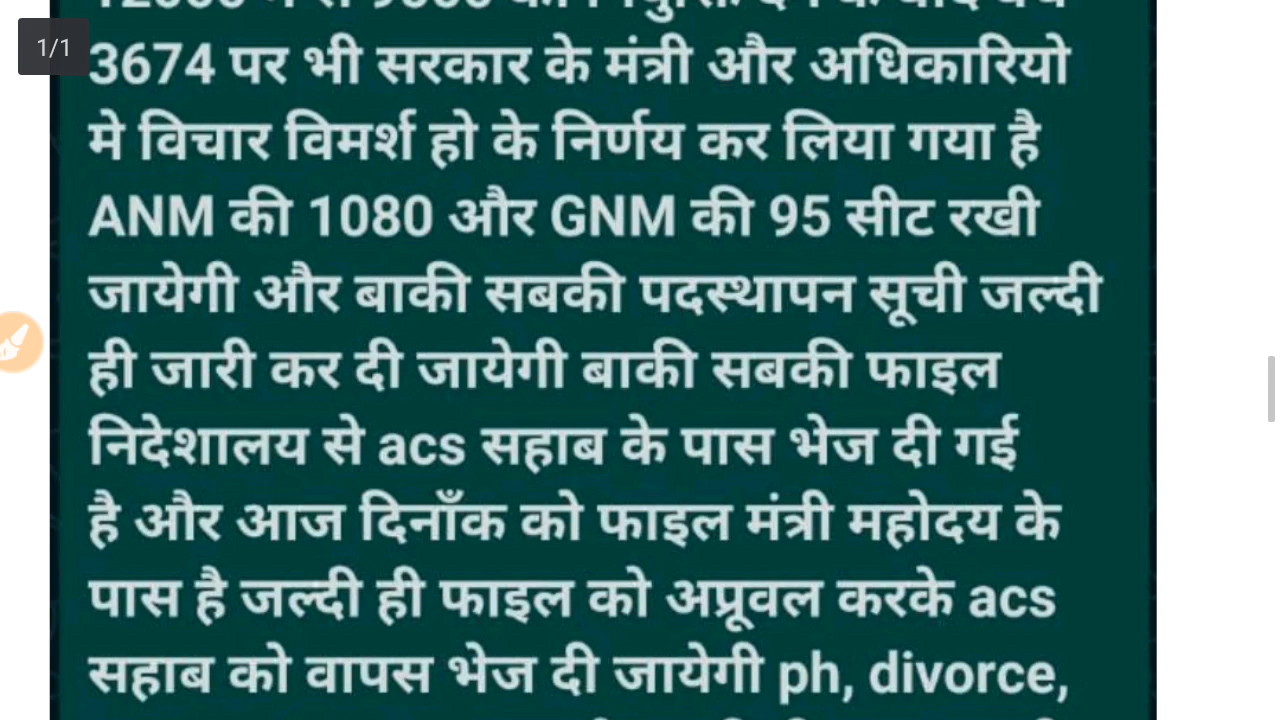 1/1
3674 पर भी सरकार के मंत्री और अधिकारियो
मे विचार विमर्श हो के निर्णय कर लिया गया है
ANM की 1080 और GNM की 95 सीट रखी
जायेगी और बाकी सबकी पदस्थापन सूची जल्दी
ही जारी कर दी जायेगी बाकी सबकी फाइल
निदेशालय से acs सहाब के पास भेज दी गई
है और आज दिनाँक को फाइल मंत्री महोदय के
पास है जल्दी ही फाइल को अप्रूवल करके acs
सहाब को वापस भेज दी जायेगी ph, divorce,